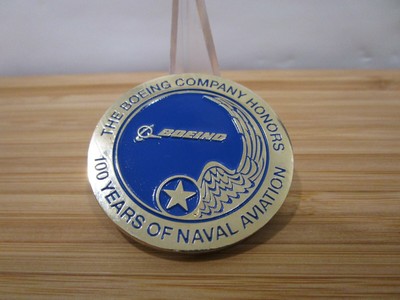 THE BOEING COMPANY HONORS
BOEING
100 YEARS OF NAVAL AVIATION